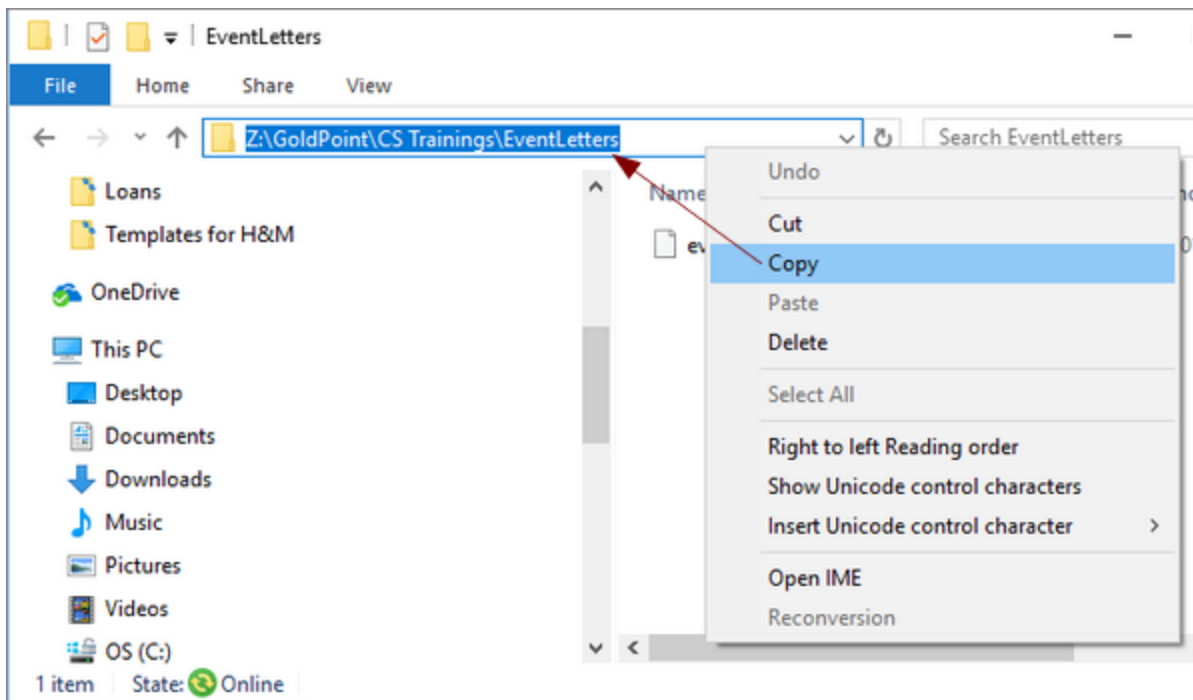 EventLetters
File Home Share View
Z:\GoldPoint\CS Trainings\EventLetters
Search EventLetters
Loans
Templates for H&M
OneDrive
This PC
Desktop
Documents
Downloads
Music
Pictures
Videos
OS (C:)
Name
Undo
Cut
Copy
Paste
Delete
Select All
Right to left Reading order
Show Unicode control characters
Insert Unicode control character
Open IME
Reconversion
1 item State: Online